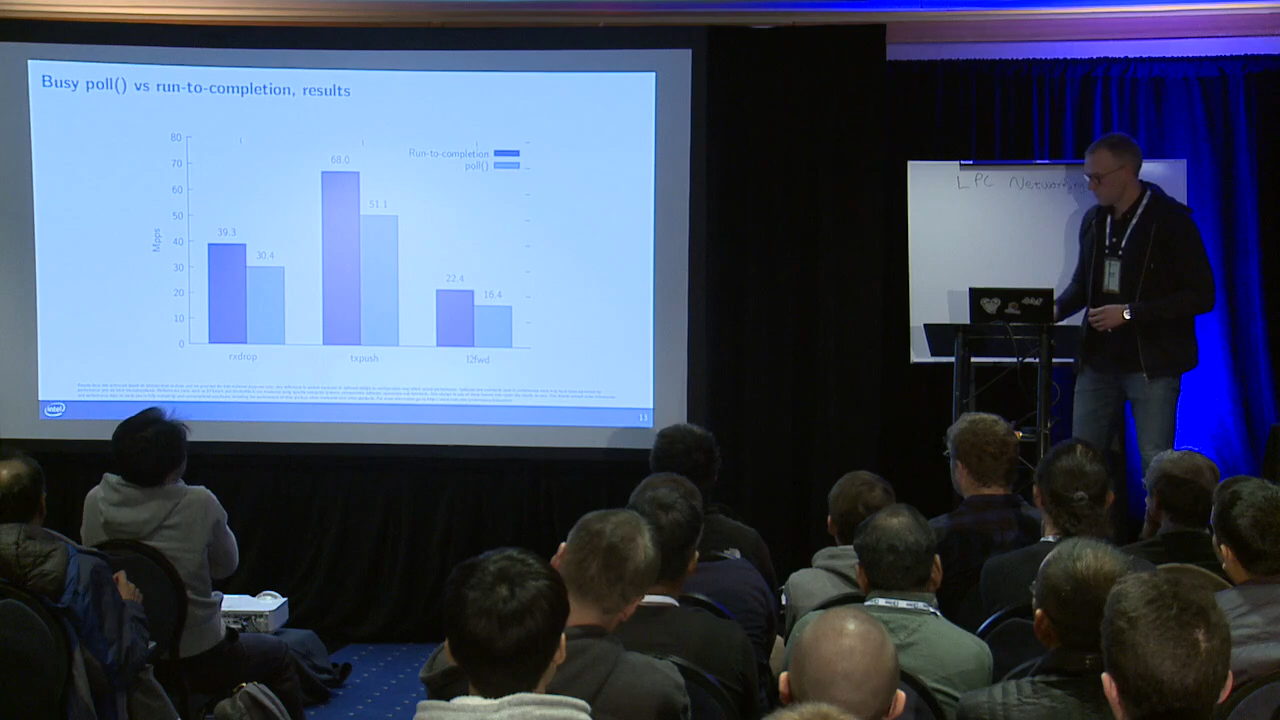 Busy poll() vs run-to-completion, results
80
70
60
50
40
30
20
10
0
Mpps
Run-to-completion
poll()
39.3
30.4
68.0
51.1
22.4
16.4
rxdrop
txpush
l2fwd
intel
13
LPC Networking